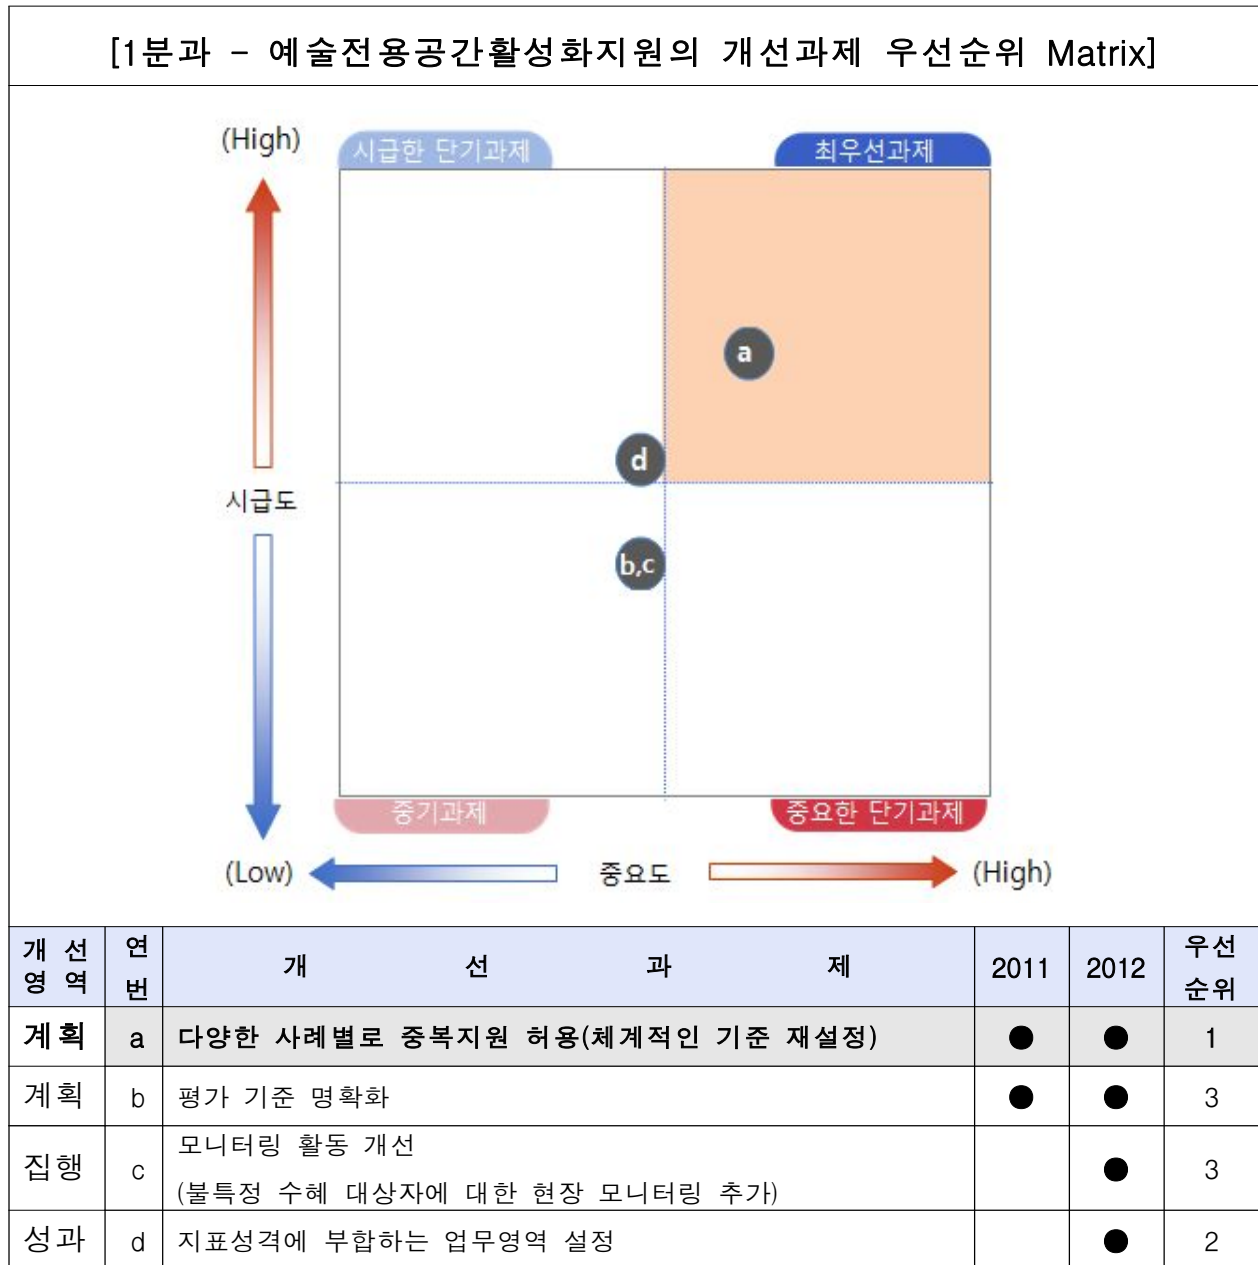 [1분과 – 예술전용공간활성화지원의 개선과제 우선순위 Matrix]
(High)
시급한 단기과제
최우선과제
a
d
시급도
b,c
중기과제
중요한 단기과제
(Low)
중요도
(High)
개 선 영 역 연 번 개 선 과 제 2011 2012 우선 순위
계획 a 다양한 사례별로 중복지원 허용(체계적인 기준 재설정) ● ● 1
계획 b 평가 기준 명확화 ● ● 3
집행 c 모니터링 활동 개선
(불특정 수혜 대상자에 대한 현장 모니터링 추가) ● 3
성과 d 지표성격에 부합하는 업무영역 설정 ● 2